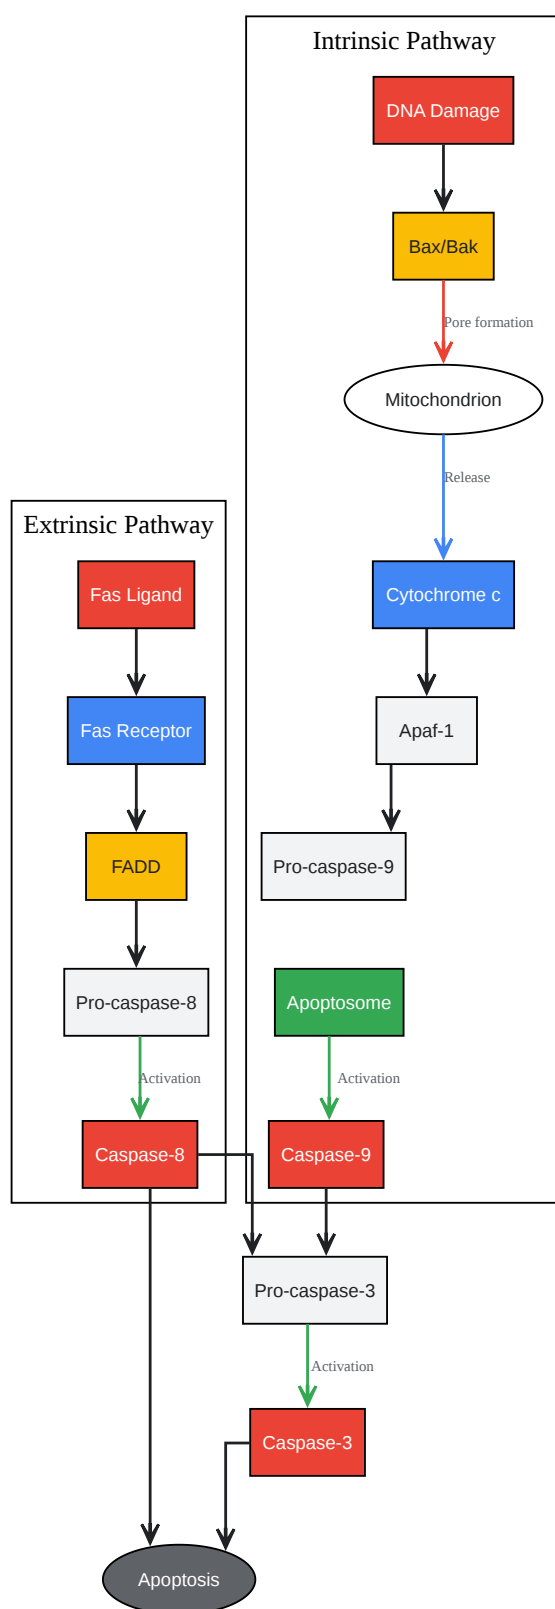 Intrinsic Pathway
DNA Damage
Bax/Bak
Pore formation
Mitochondrion
Release
Cytochrome c
Apaf-1
Pro-caspase-9
Apoptosome
Activation
Caspase-9
Extrinsic Pathway
Fas Ligand
Fas Receptor
FADD
Pro-caspase-8
Activation
Caspase-8
Pro-caspase-3
Activation
Caspase-3
Apoptosis